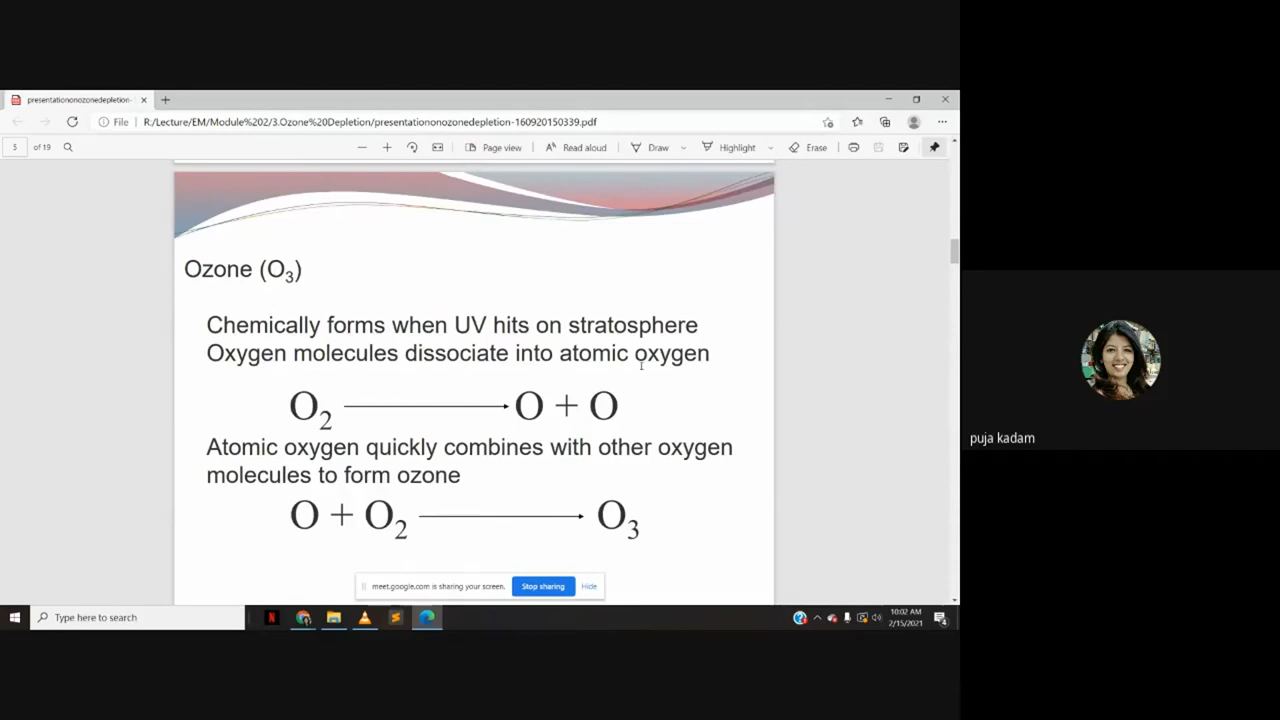 presentationonozonedepletion-
File
R:/Lecture/EM/Module%202/3.Ozone%20Depletion/presentationonozonedepletion-160920150339.pdf
5 of 19
Page view
Read aloud
Draw
Highlight
Erase
Ozone (O₃)
Chemically forms when UV hits on stratosphere
Oxygen molecules dissociate into atomic oxygen
O₂ → O + O
Atomic oxygen quickly combines with other oxygen
molecules to form ozone
O + O₂ → O₃
puja kadam
meet.google.com is sharing your screen. Stop sharing Hide
Type here to search
10:02 AM
2/15/2021
4